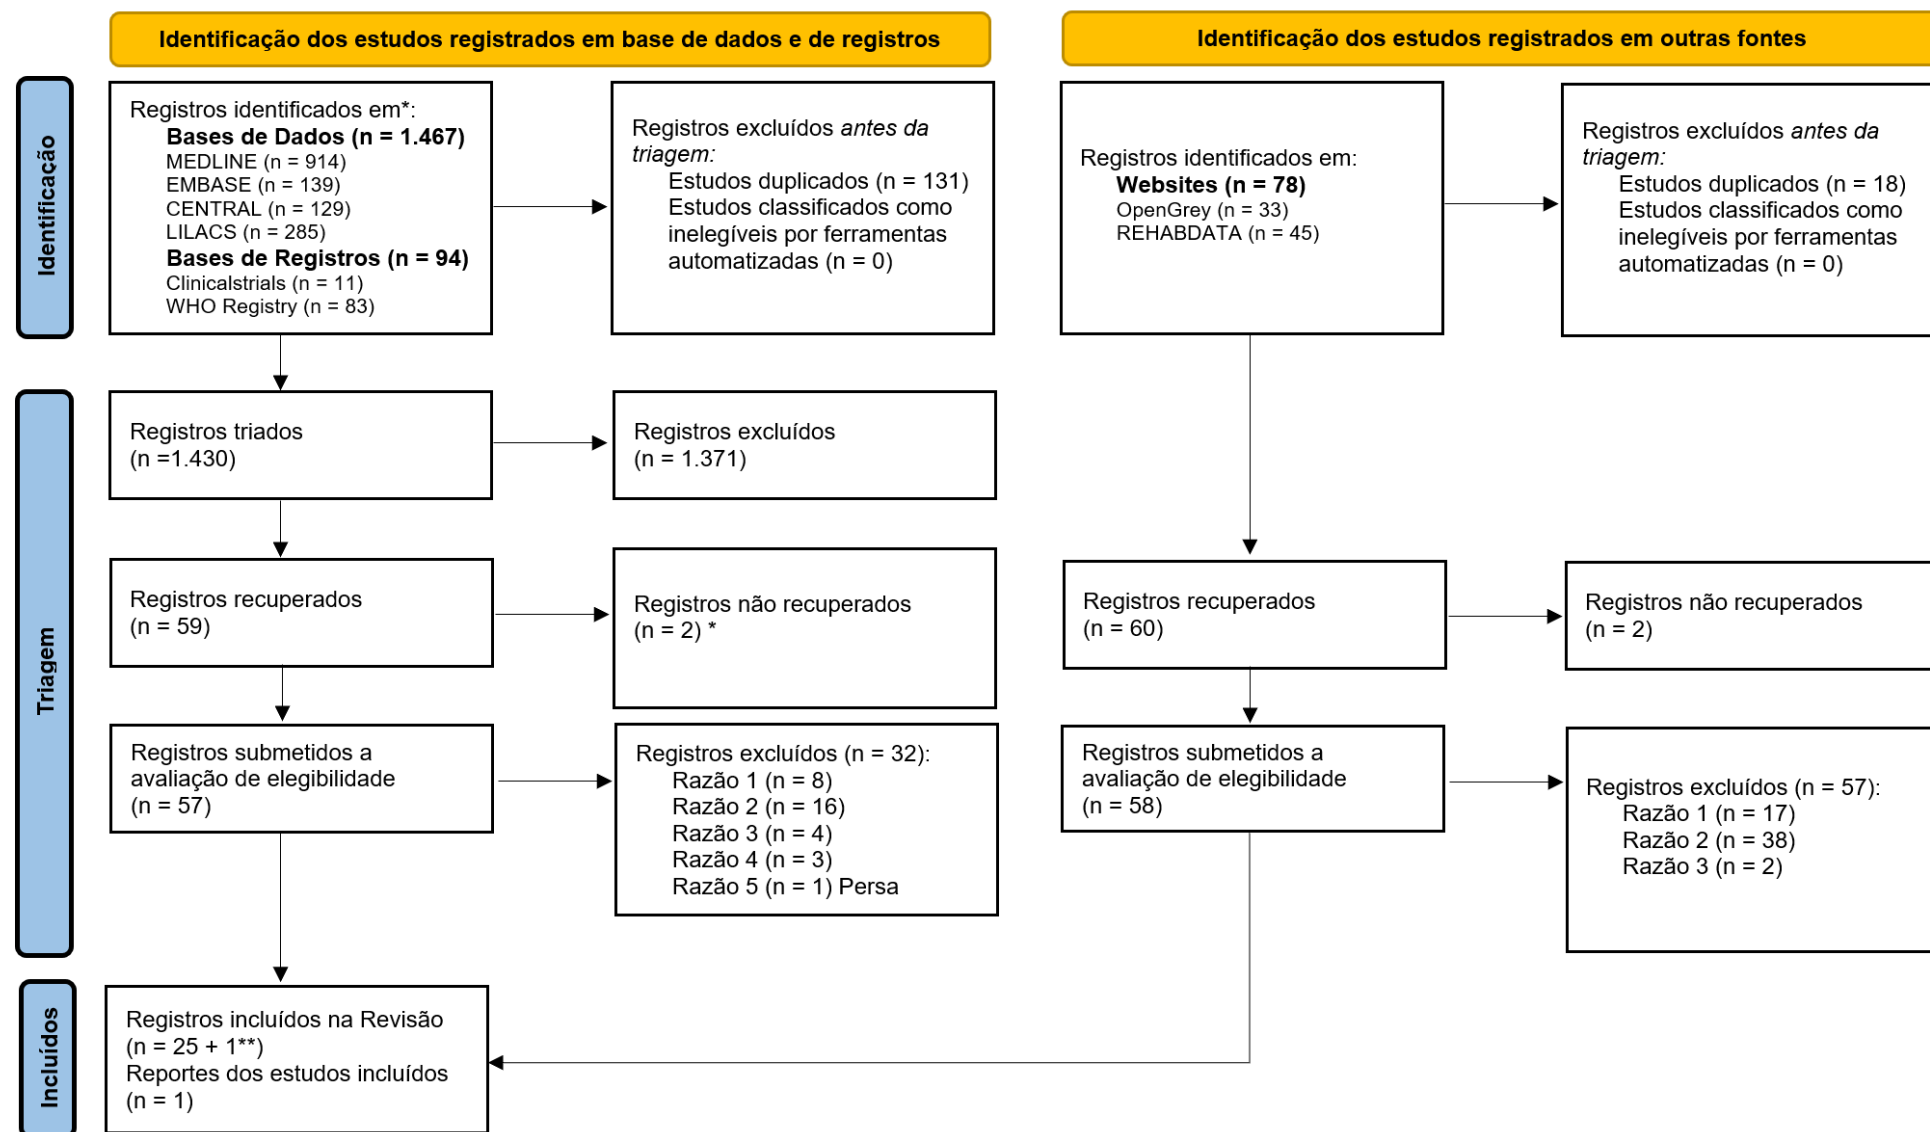 Identificação dos estudos registrados em base de dados e de registros
Identificação dos estudos registrados em outras fontes
Identificação
Registros identificados em*:
Bases de Dados (n = 1.467)
MEDLINE (n = 914)
EMBASE (n = 139)
CENTRAL (n = 129)
LILACS (n = 285)
Bases de Registros (n = 94)
Clinicalstrials (n = 11)
WHO Registry (n = 83)
Registros excluídos antes da
triagem:
Estudos duplicados (n = 131)
Estudos classificados como
inelegíveis por ferramentas
automatizadas (n = 0)
Registros identificados em:
Websites (n = 78)
OpenGrey (n = 33)
REHABDATA (n = 45)
Registros excluídos antes da
triagem:
Estudos duplicados (n = 18)
Estudos classificados como
inelegíveis por ferramentas
automatizadas (n = 0)
Triagem
Registros triados
(n =1.430)
Registros excluídos
(n = 1.371)
Registros recuperados
(n = 59)
Registros não recuperados
(n = 2) *
Registros recuperados
(n = 60)
Registros não recuperados
(n = 2)
Registros submetidos a
avaliação de elegibilidade
(n = 57)
Registros excluídos (n = 32):
Razão 1 (n = 8)
Razão 2 (n = 16)
Razão 3 (n = 4)
Razão 4 (n = 3)
Razão 5 (n = 1) Persa
Registros submetidos a
avaliação de elegibilidade
(n = 58)
Registros excluídos (n = 57):
Razão 1 (n = 17)
Razão 2 (n = 38)
Razão 3 (n = 2)
Incluídos
Registros incluídos na Revisão
(n = 25 + 1**)
Reportes dos estudos incluídos
(n = 1)